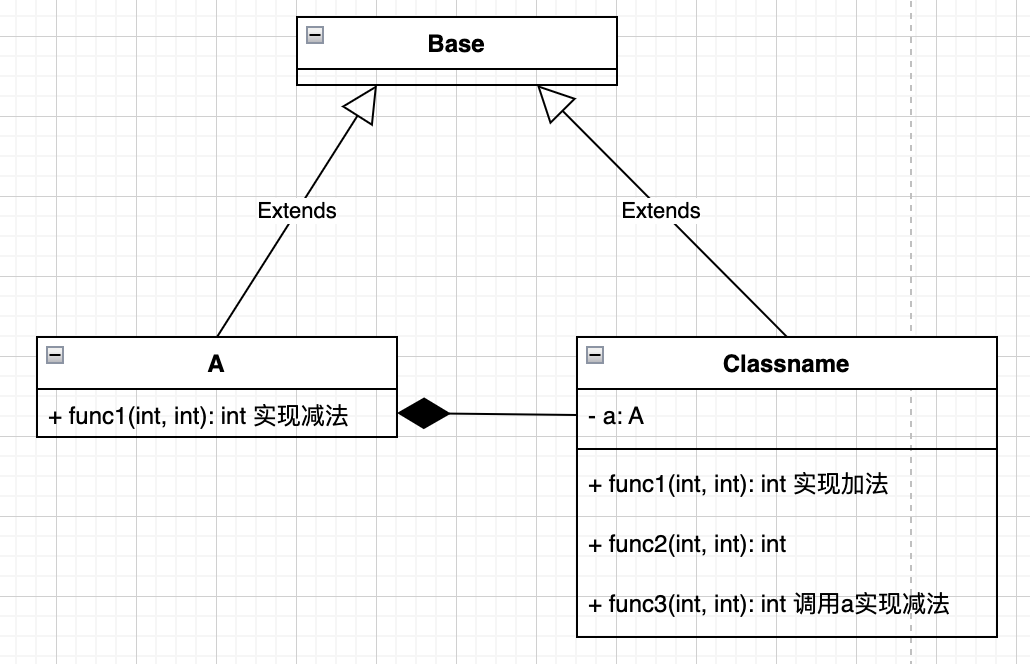 Base
Extends
Extends
A
+ func1(int, int): int 实现减法
Classname
- a: A
+ func1(int, int): int 实现加法
+ func2(int, int): int
+ func3(int, int): int 调用a实现减法